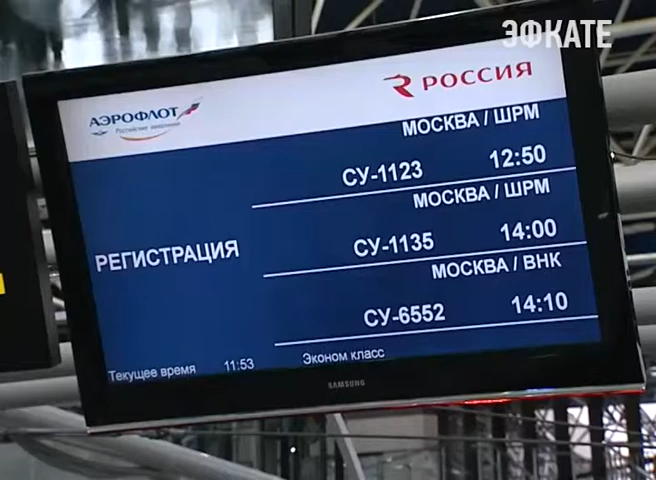 ЭФКАТЕ
АЭРОФЛОТ
Российские авиалинии
РОССИЯ
МОСКВА / ШРМ
СУ-1123 12:50
МОСКВА / ШРМ
РЕГИСТРАЦИЯ
СУ-1135 14:00
МОСКВА / ВНК
СУ-6552 14:10
Текущее время 11:53 Эконом класс
SAMSUNG